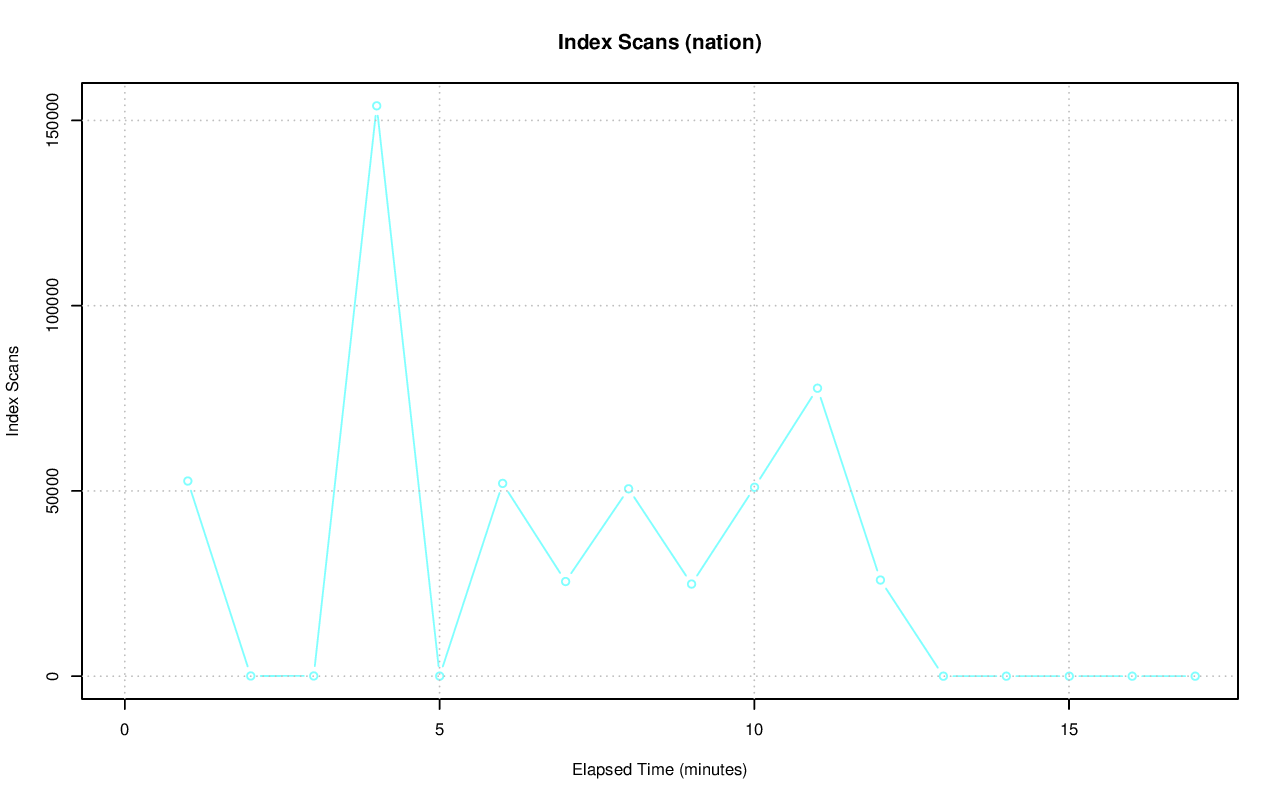 Index Scans (nation)
150000
100000
50000
0
Index Scans
0 5 10 15
Elapsed Time (minutes)